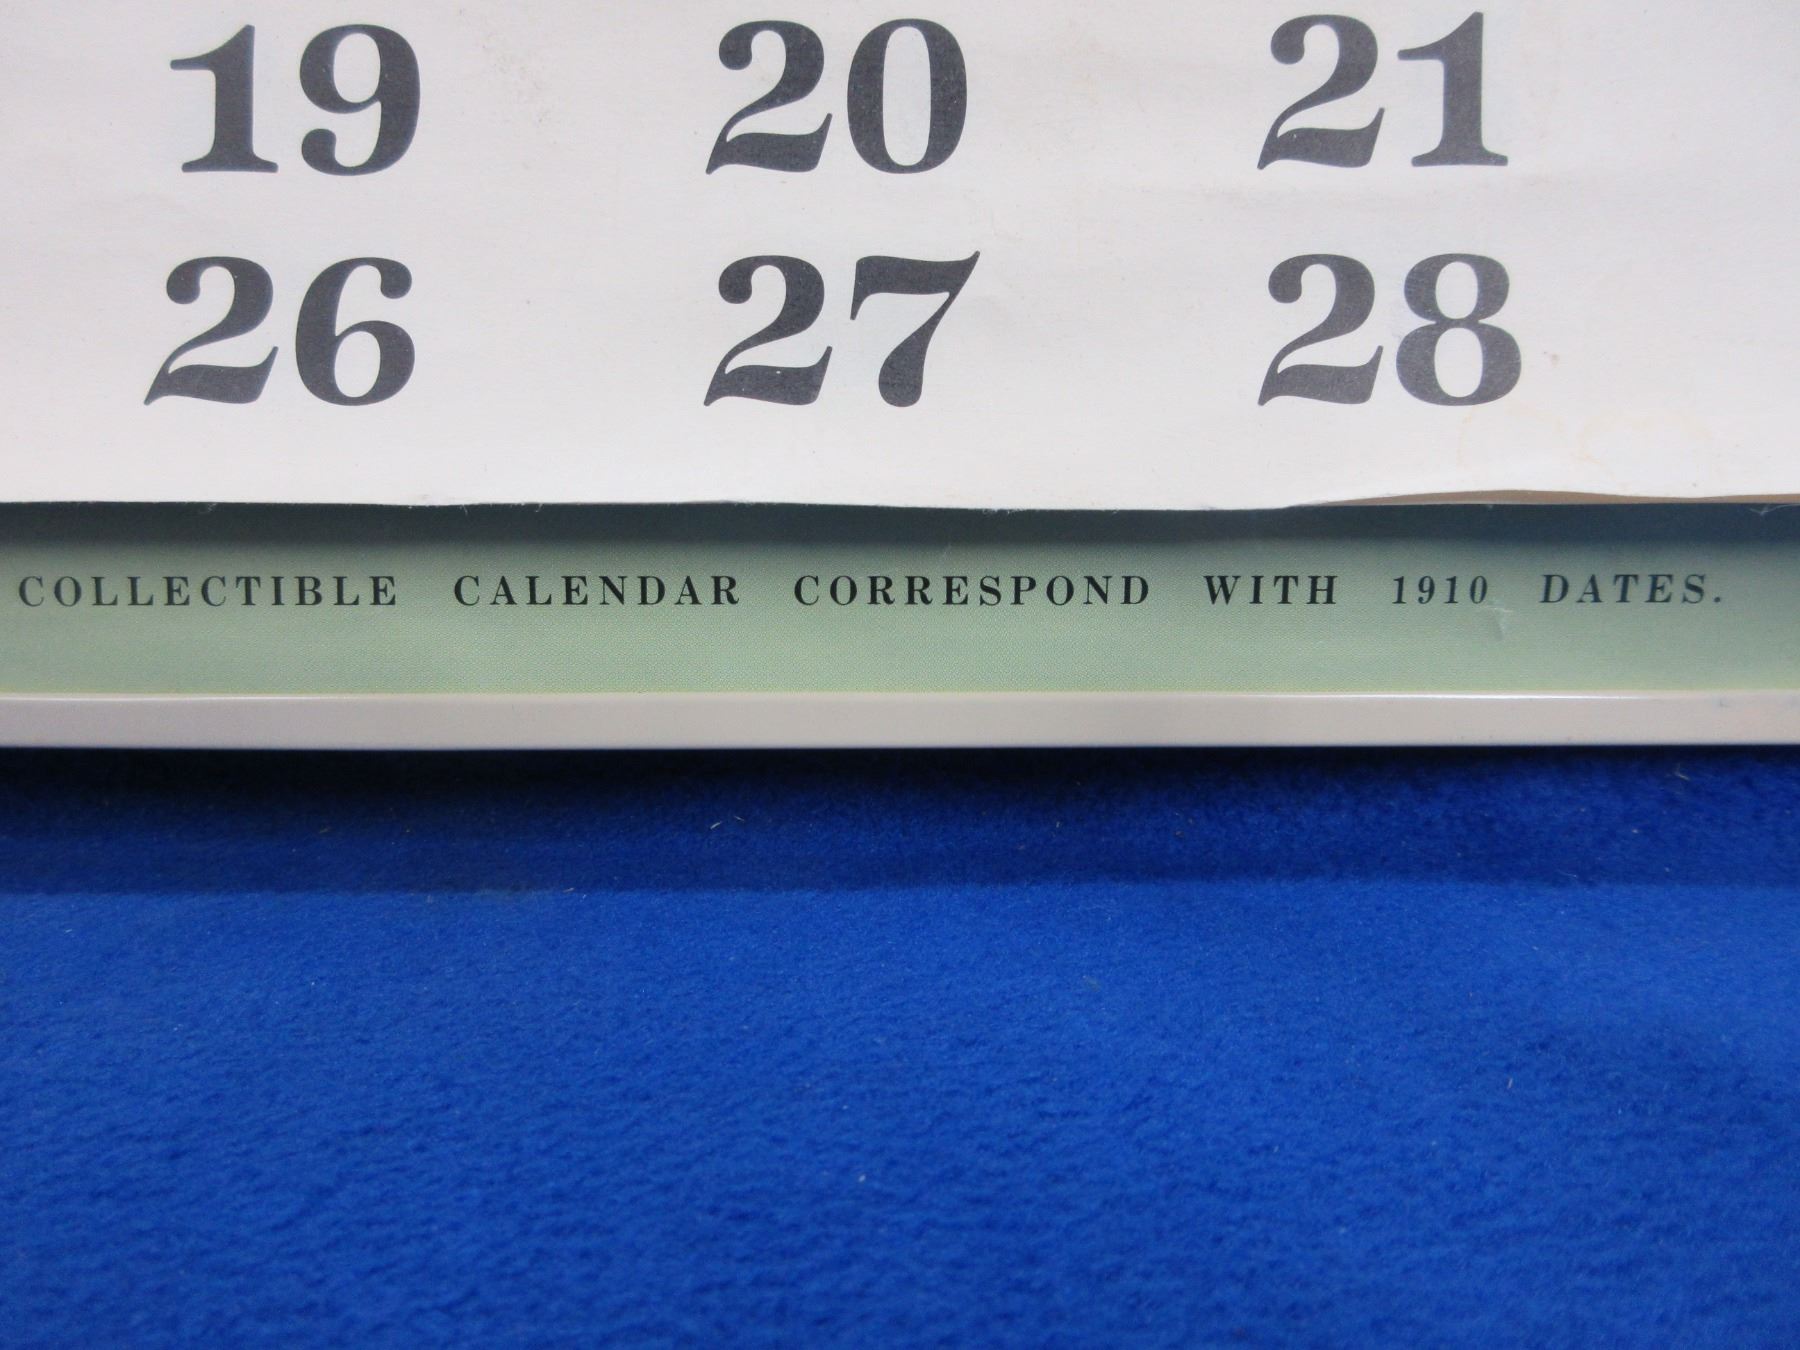 19 20 21
26 27 28
COLLECTIBLE CALENDAR CORRESPOND WITH 1910 DATES.